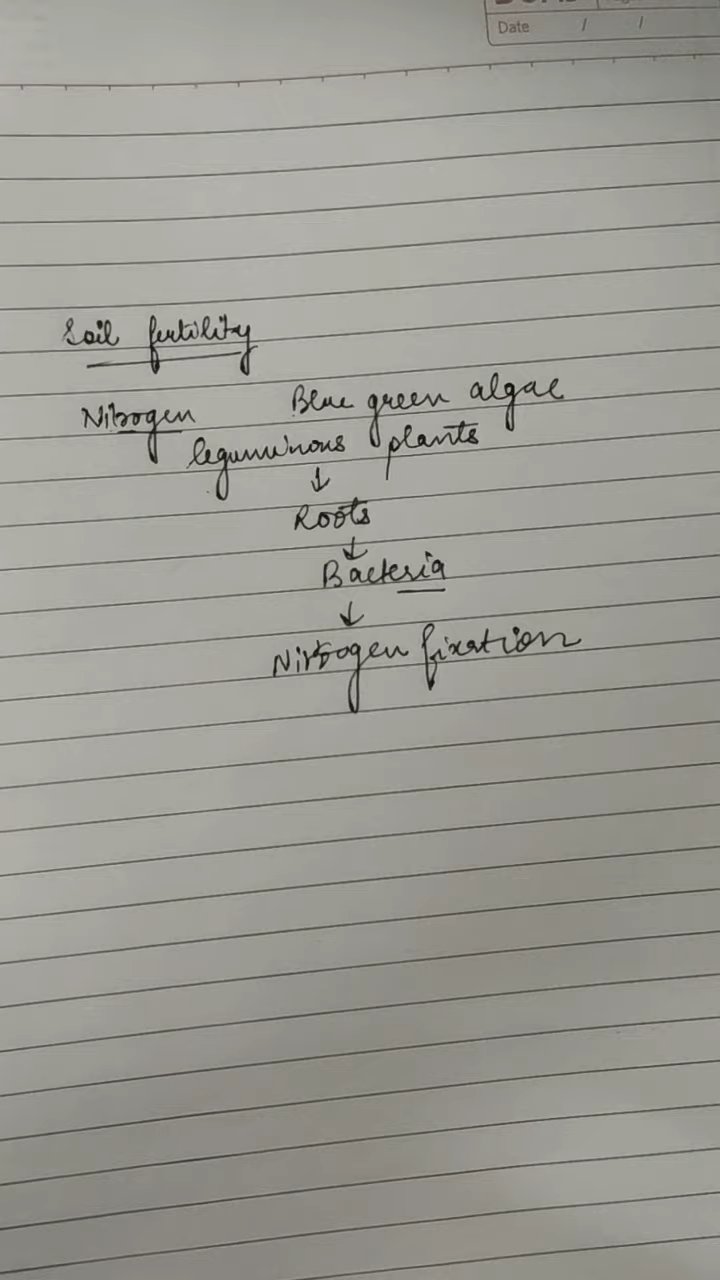 Date / /
Soil fertility
Nitrogen Blue green algae
leguminous plants
↓
Roots
↓
Bacteria
↓
Nitrogen fixation